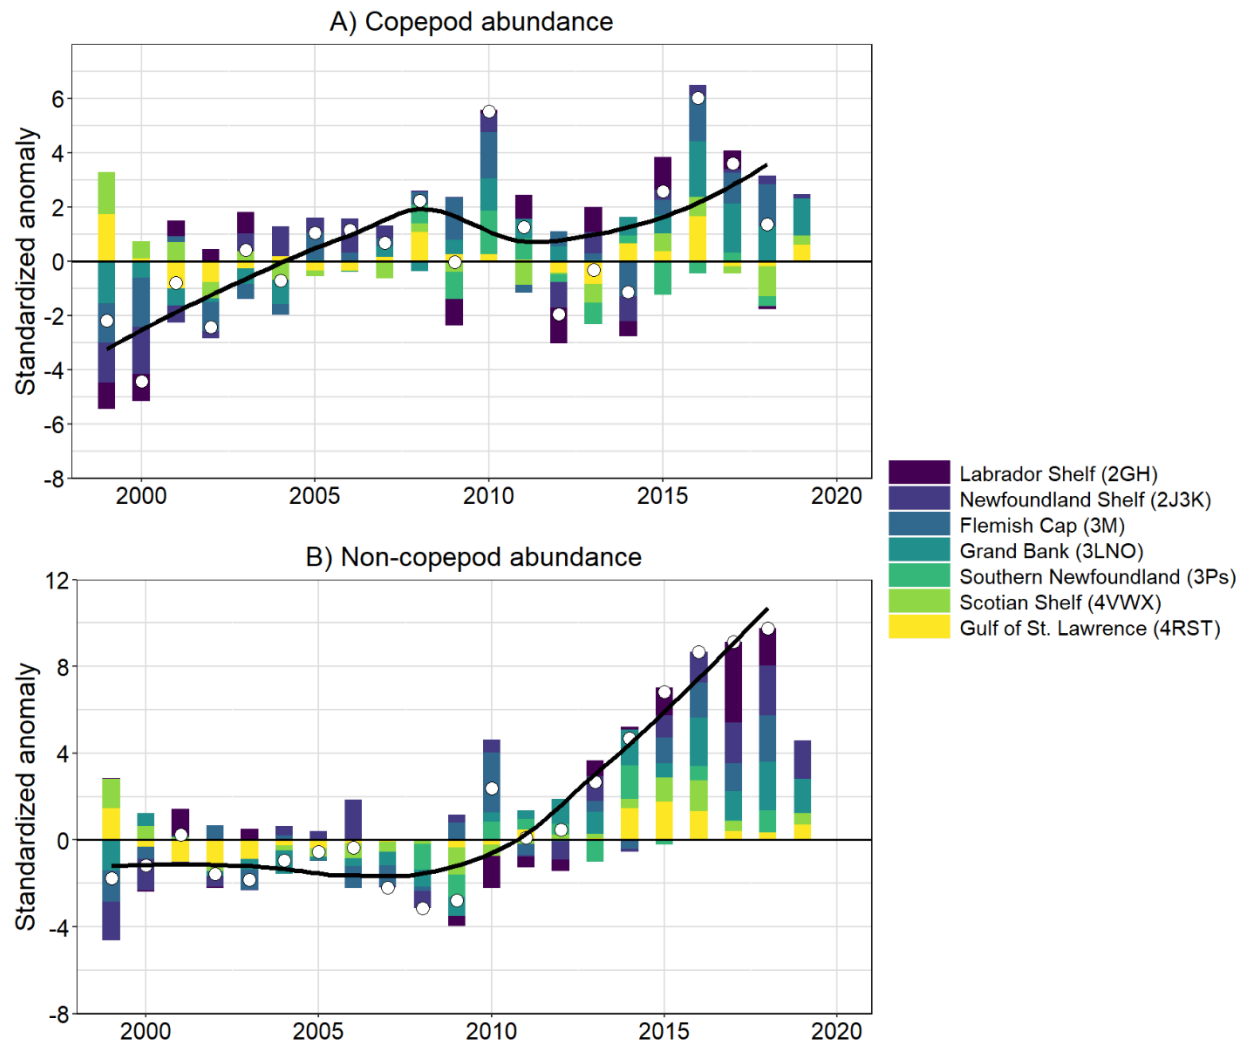 A) Copepod abundance
Standardized anomaly
6
4
2
0
-2
-4
-6
-8
2000 2005 2010 2015 2020
Labrador Shelf (2GH)
Newfoundland Shelf (2J3K)
Flemish Cap (3M)
Grand Bank (3LNO)
Southern Newfoundland (3Ps)
Scotian Shelf (4VWX)
Gulf of St. Lawrence (4RST)
B) Non-copepod abundance
Standardized anomaly
12
8
4
0
-4
-8
2000 2005 2010 2015 2020